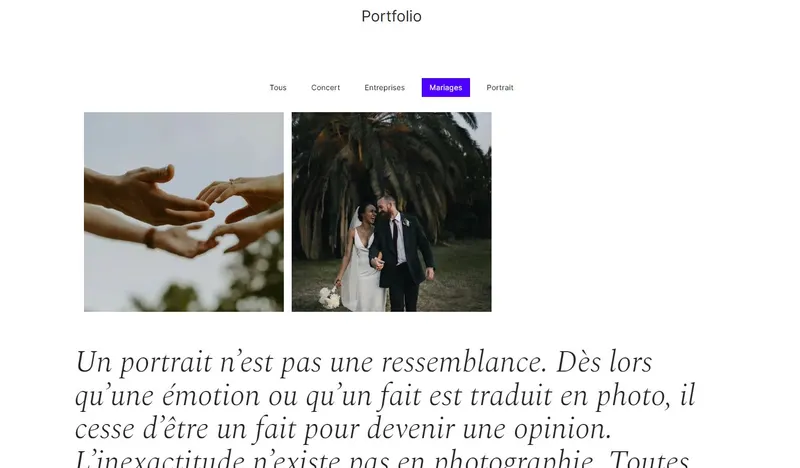 Portfolio
Tous Concert Entreprises Mariages Portrait
Un portrait n’est pas une ressemblance. Dès lors
qu’une émotion ou qu’un fait est traduit en photo, il
cesse d’être un fait pour devenir une opinion.
L’inexactitude n’existe pas en photographie. Toutes